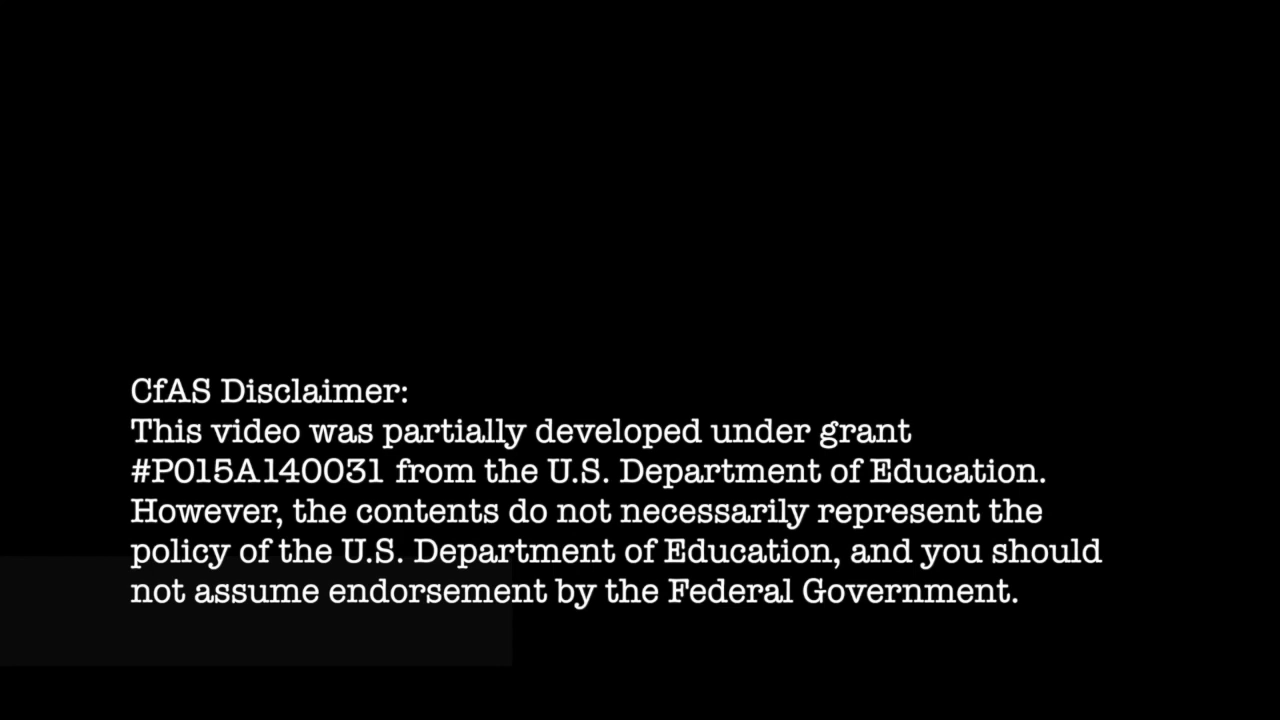 CfAS Disclaimer:
This video was partially developed under grant
#P015A140031 from the U.S. Department of Education.
However, the contents do not necessarily represent the
policy of the U.S. Department of Education, and you should
not assume endorsement by the Federal Government.